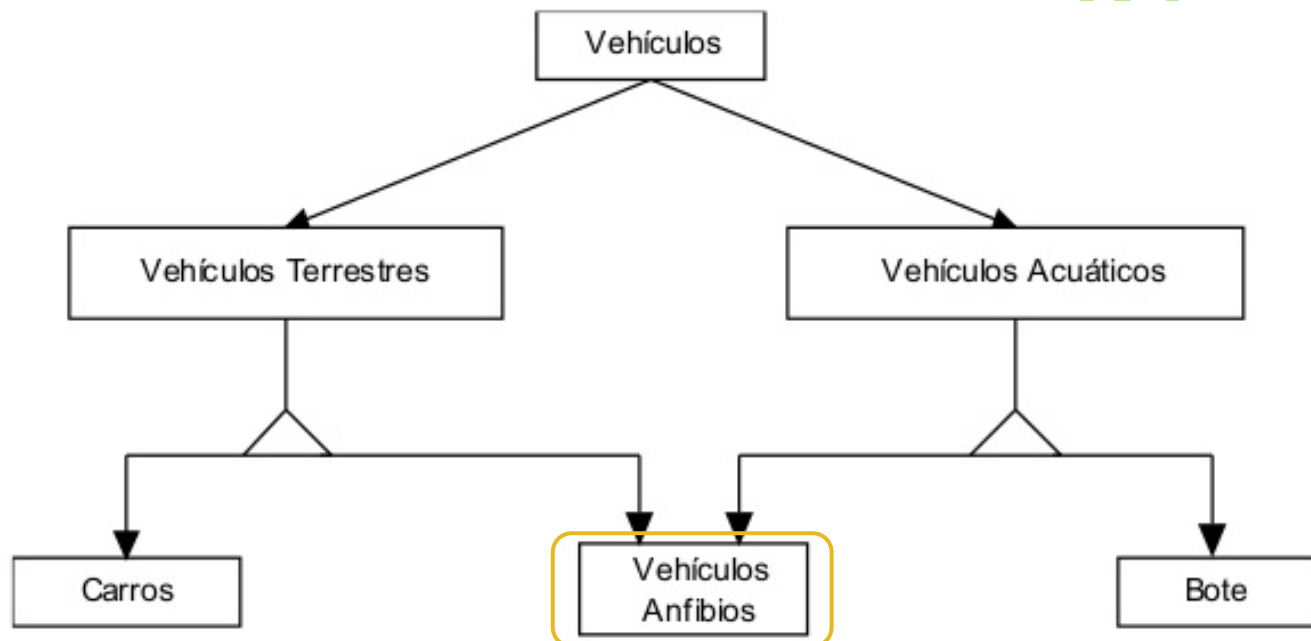 Vehículos
Vehículos Terrestres
Vehículos Acuáticos
Carros
Vehículos
Anfibios
Bote